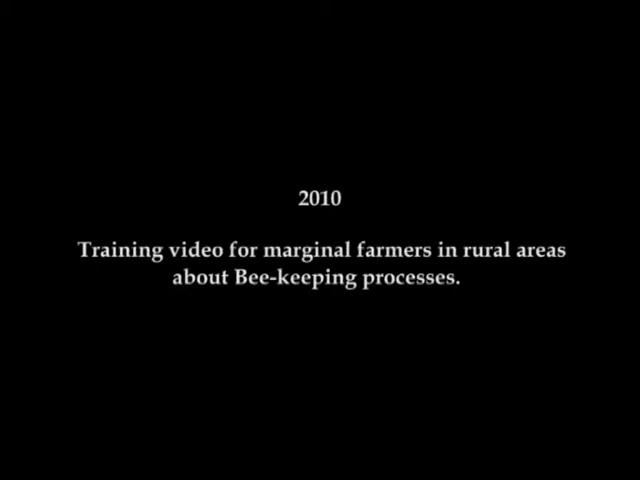 2010
Training video for marginal farmers in rural areas
about Bee-keeping processes.